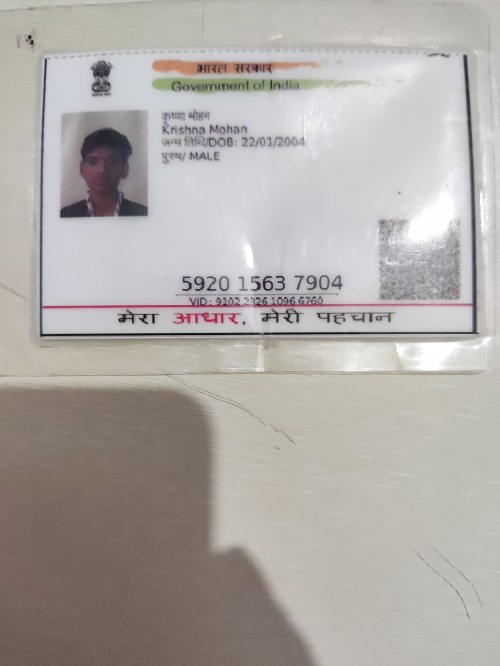 भारत सरकार
Government of India
कृष्णा मोहन
Krishna Mohan
जन्म तिथि/DOB: 22/01/2004
पुरुष/ MALE
5920 1563 7904
VID : 9102 2326 1096 6760
मेरा आधार, मेरी पहचान